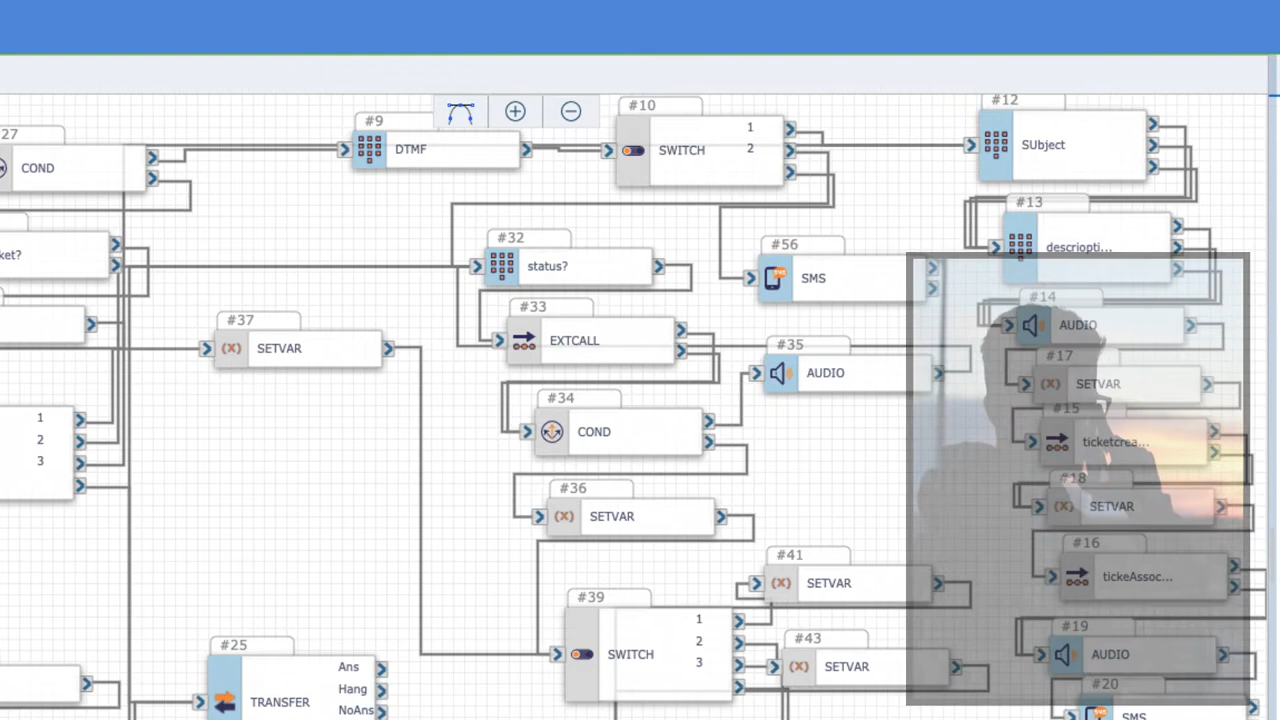 27
COND
#9
DTMF
#10
SWITCH
1
2
#12
SUbject
#13
descriopti...
ket?
#32
status?
#56
SMS
#14
AUDIO
#33
EXTCALL
#37
SETVAR
#35
AUDIO
#17
SETVAR
#34
COND
#15
ticketcrea...
1
2
3
#36
SETVAR
#18
SETVAR
#41
SETVAR
#16
tickeAssoc...
#39
SWITCH
1
2
3
#43
SETVAR
#19
AUDIO
#25
TRANSFER
Ans
Hang
NoAns
#20
SMS